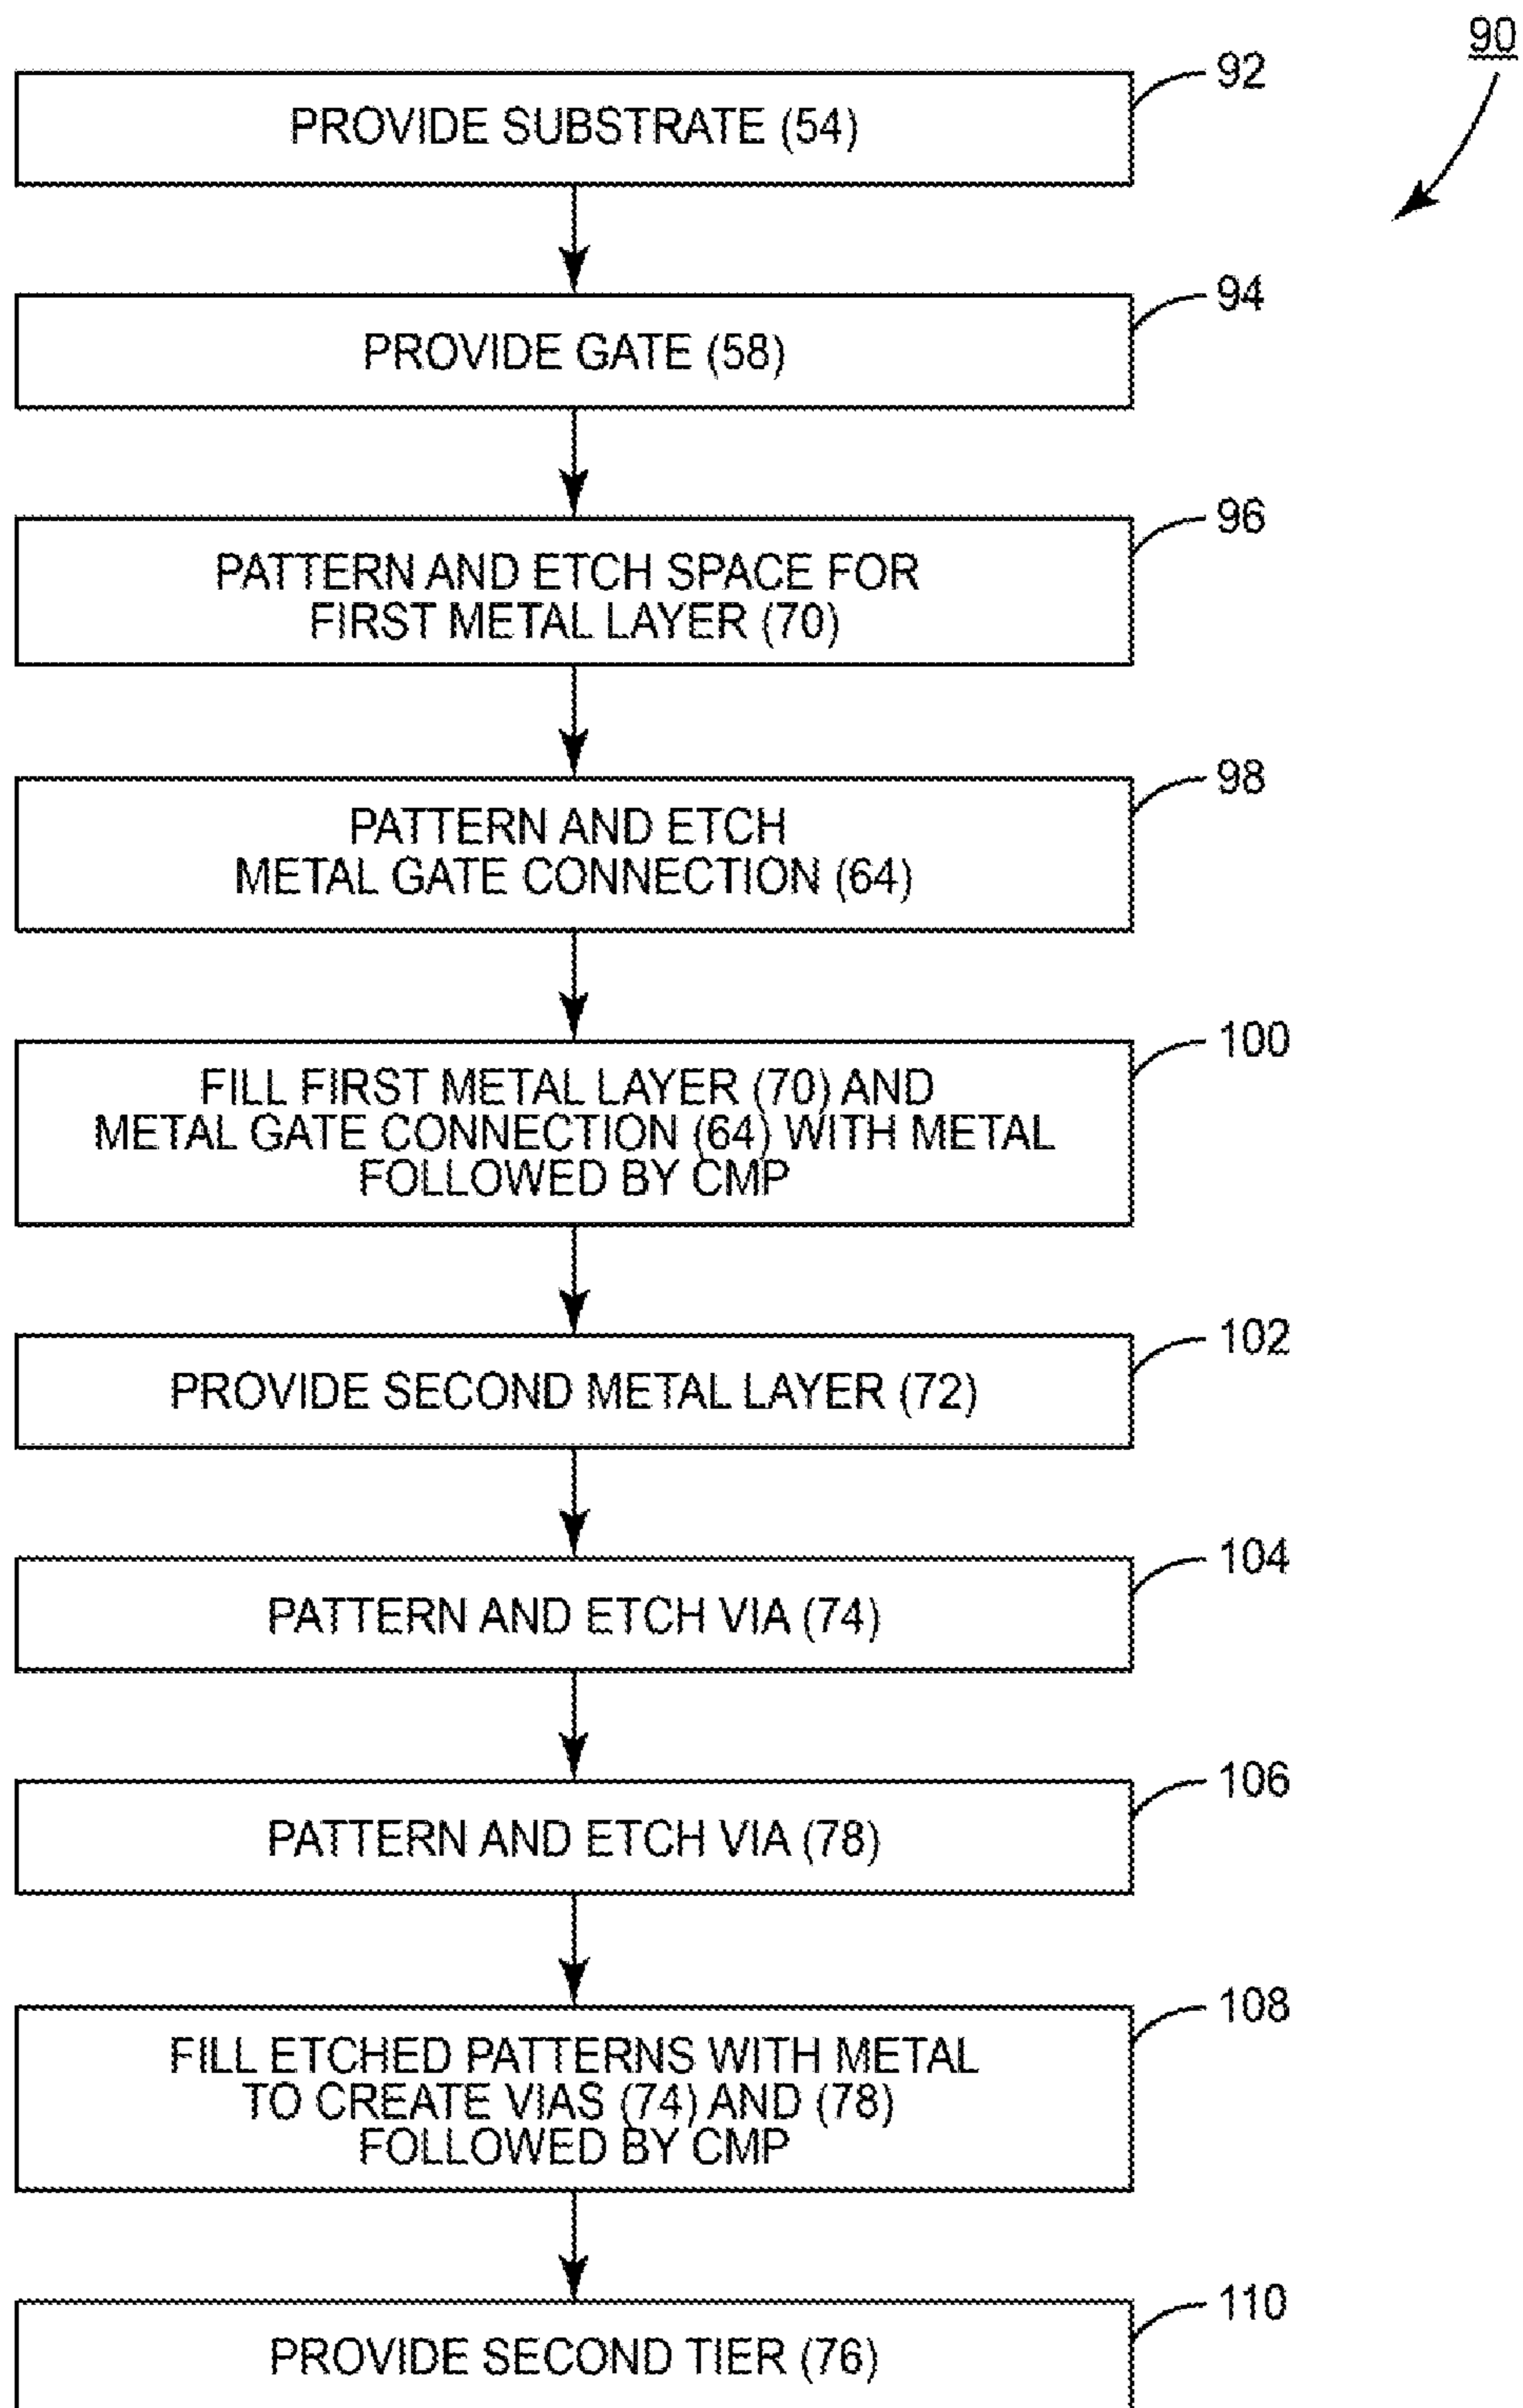 90
92
PROVIDE SUBSTRATE (54)
94
PROVIDE GATE (58)
96
PATTERN AND ETCH SPACE FOR
FIRST METAL LAYER (70)
98
PATTERN AND ETCH
METAL GATE CONNECTION (64)
100
FILL FIRST METAL LAYER (70) AND
METAL GATE CONNECTION (64) WITH METAL
FOLLOWED BY CMP
102
PROVIDE SECOND METAL LAYER (72)
104
PATTERN AND ETCH VIA (74)
106
PATTERN AND ETCH VIA (78)
108
FILL ETCHED PATTERNS WITH METAL
TO CREATE VIAS (74) AND (78)
FOLLOWED BY CMP
110
PROVIDE SECOND TIER (76)